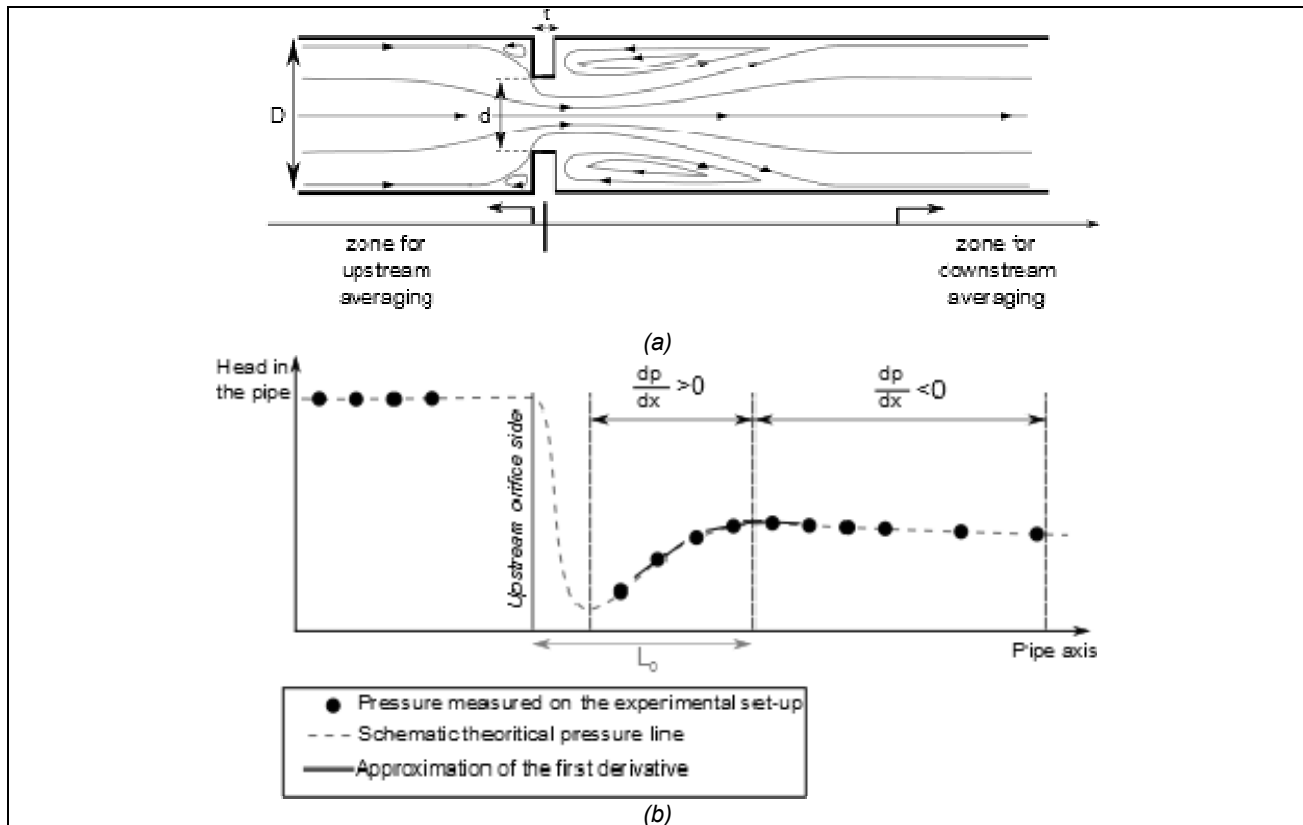 t
D
d
zone for
upstream
averaging
zone for
downstream
averaging
(a)
Head in
the pipe
dp
dx >0
dp
dx <0
Upstream orifice side
L₀
Pipe axis
Pressure measured on the experimental set-up
Schematic theoritical pressure line
Approximation of the first derivative
(b)